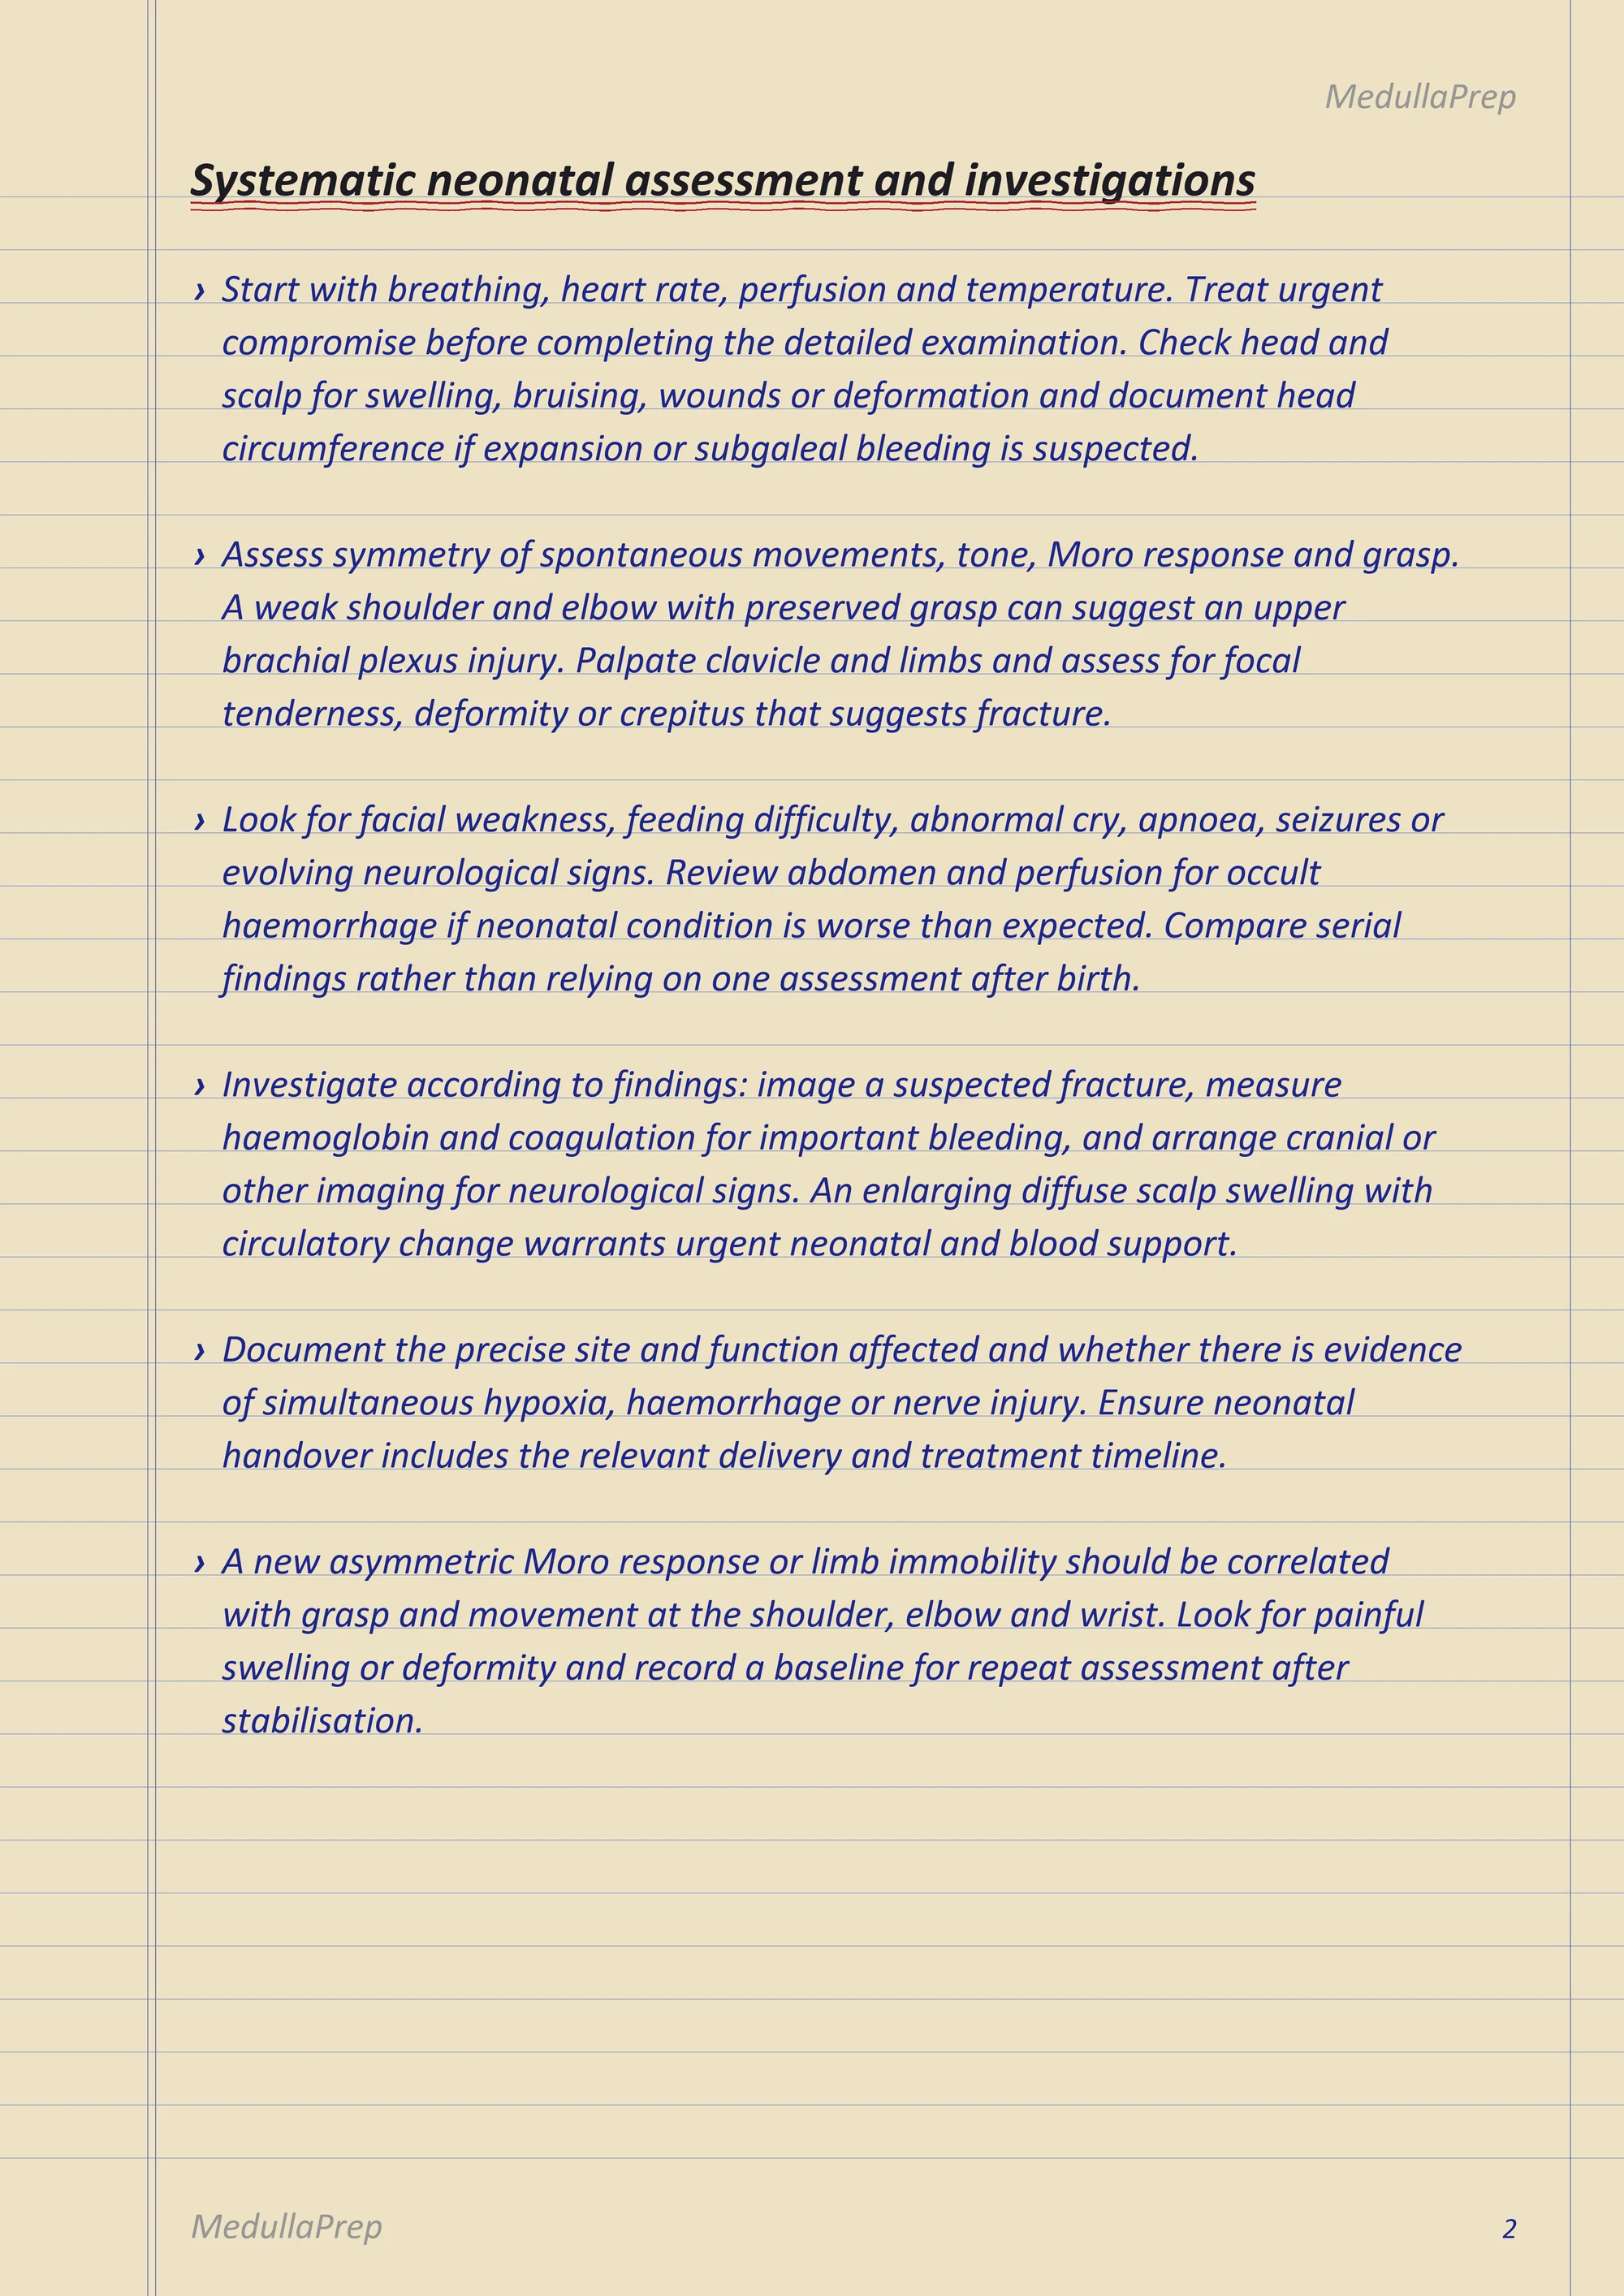 MedullaPrep
Systematic neonatal assessment and investigations
› Start with breathing, heart rate, perfusion and temperature. Treat urgent
compromise before completing the detailed examination. Check head and
scalp for swelling, bruising, wounds or deformation and document head
circumference if expansion or subgaleal bleeding is suspected.
› Assess symmetry of spontaneous movements, tone, Moro response and grasp.
A weak shoulder and elbow with preserved grasp can suggest an upper
brachial plexus injury. Palpate clavicle and limbs and assess for focal
tenderness, deformity or crepitus that suggests fracture.
› Look for facial weakness, feeding difficulty, abnormal cry, apnoea, seizures or
evolving neurological signs. Review abdomen and perfusion for occult
haemorrhage if neonatal condition is worse than expected. Compare serial
findings rather than relying on one assessment after birth.
› Investigate according to findings: image a suspected fracture, measure
haemoglobin and coagulation for important bleeding, and arrange cranial or
other imaging for neurological signs. An enlarging diffuse scalp swelling with
circulatory change warrants urgent neonatal and blood support.
› Document the precise site and function affected and whether there is evidence
of simultaneous hypoxia, haemorrhage or nerve injury. Ensure neonatal
handover includes the relevant delivery and treatment timeline.
› A new asymmetric Moro response or limb immobility should be correlated
with grasp and movement at the shoulder, elbow and wrist. Look for painful
swelling or deformity and record a baseline for repeat assessment after
stabilisation.
MedullaPrep
2